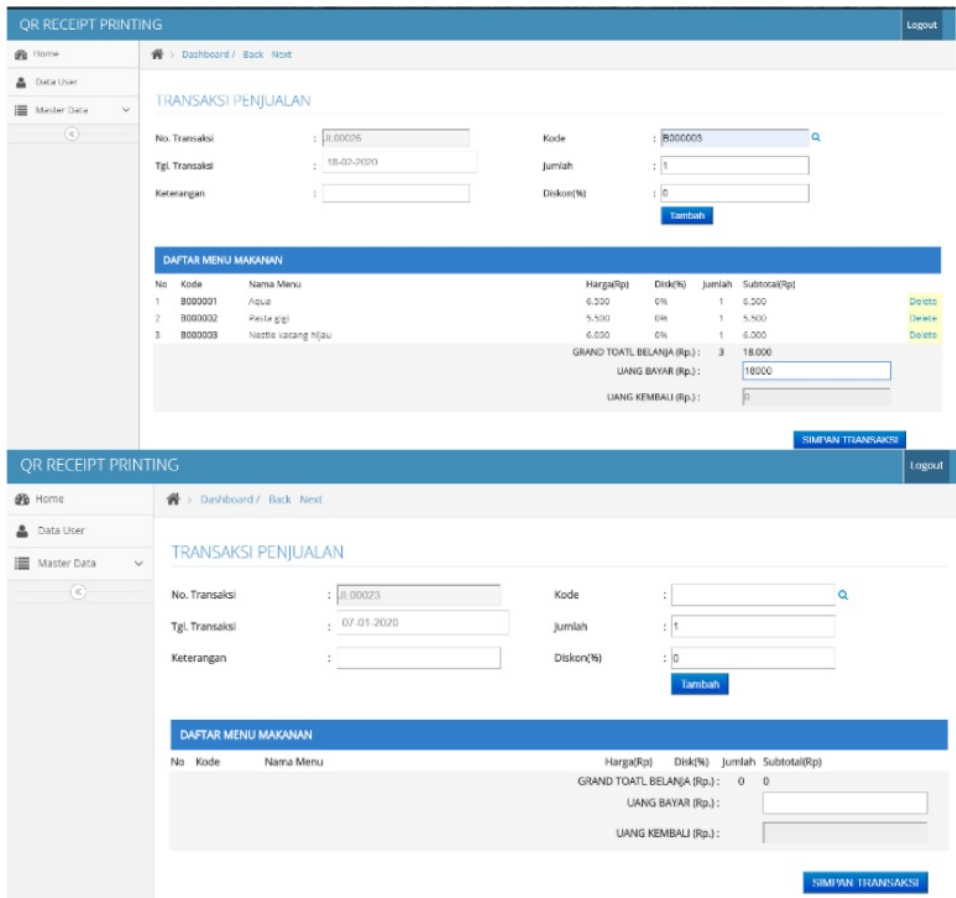 QR RECEIPT PRINTING Logout
Home Dashboard / Back Next
Data User
Master Data
TRANSAKSI PENJUALAN
No. Transaksi : JL00026 Kode : B000003
Tgl. Transaksi : 18-02-2020 Jumlah : 1
Keterangan : Diskon(%) : 0
Tambah
DAFTAR MENU MAKANAN
No Kode Nama Menu Harga(Rp) Disk(%) Jumlah Subtotal(Rp)
1 B000001 Aqua 6.500 0% 1 6.500 Delete
2 B000002 Pasta gigi 5.500 0% 1 5.500 Delete
3 B000003 Nestle kacang hijau 6.000 0% 1 6.000 Delete
GRAND TOATL BELANJA (Rp.) : 3 18.000
UANG BAYAR (Rp.) : 18000
UANG KEMBALI (Rp.) : 0
SIMPAN TRANSAKSI
QR RECEIPT PRINTING Logout
Home Dashboard / Back Next
Data User
Master Data
TRANSAKSI PENJUALAN
No. Transaksi : JL00023 Kode :
Tgl. Transaksi : 07-01-2020 Jumlah : 1
Keterangan : Diskon(%) : 0
Tambah
DAFTAR MENU MAKANAN
No Kode Nama Menu Harga(Rp) Disk(%) Jumlah Subtotal(Rp)
GRAND TOATL BELANJA (Rp.) : 0 0
UANG BAYAR (Rp.) :
UANG KEMBALI (Rp.) :
SIMPAN TRANSAKSI